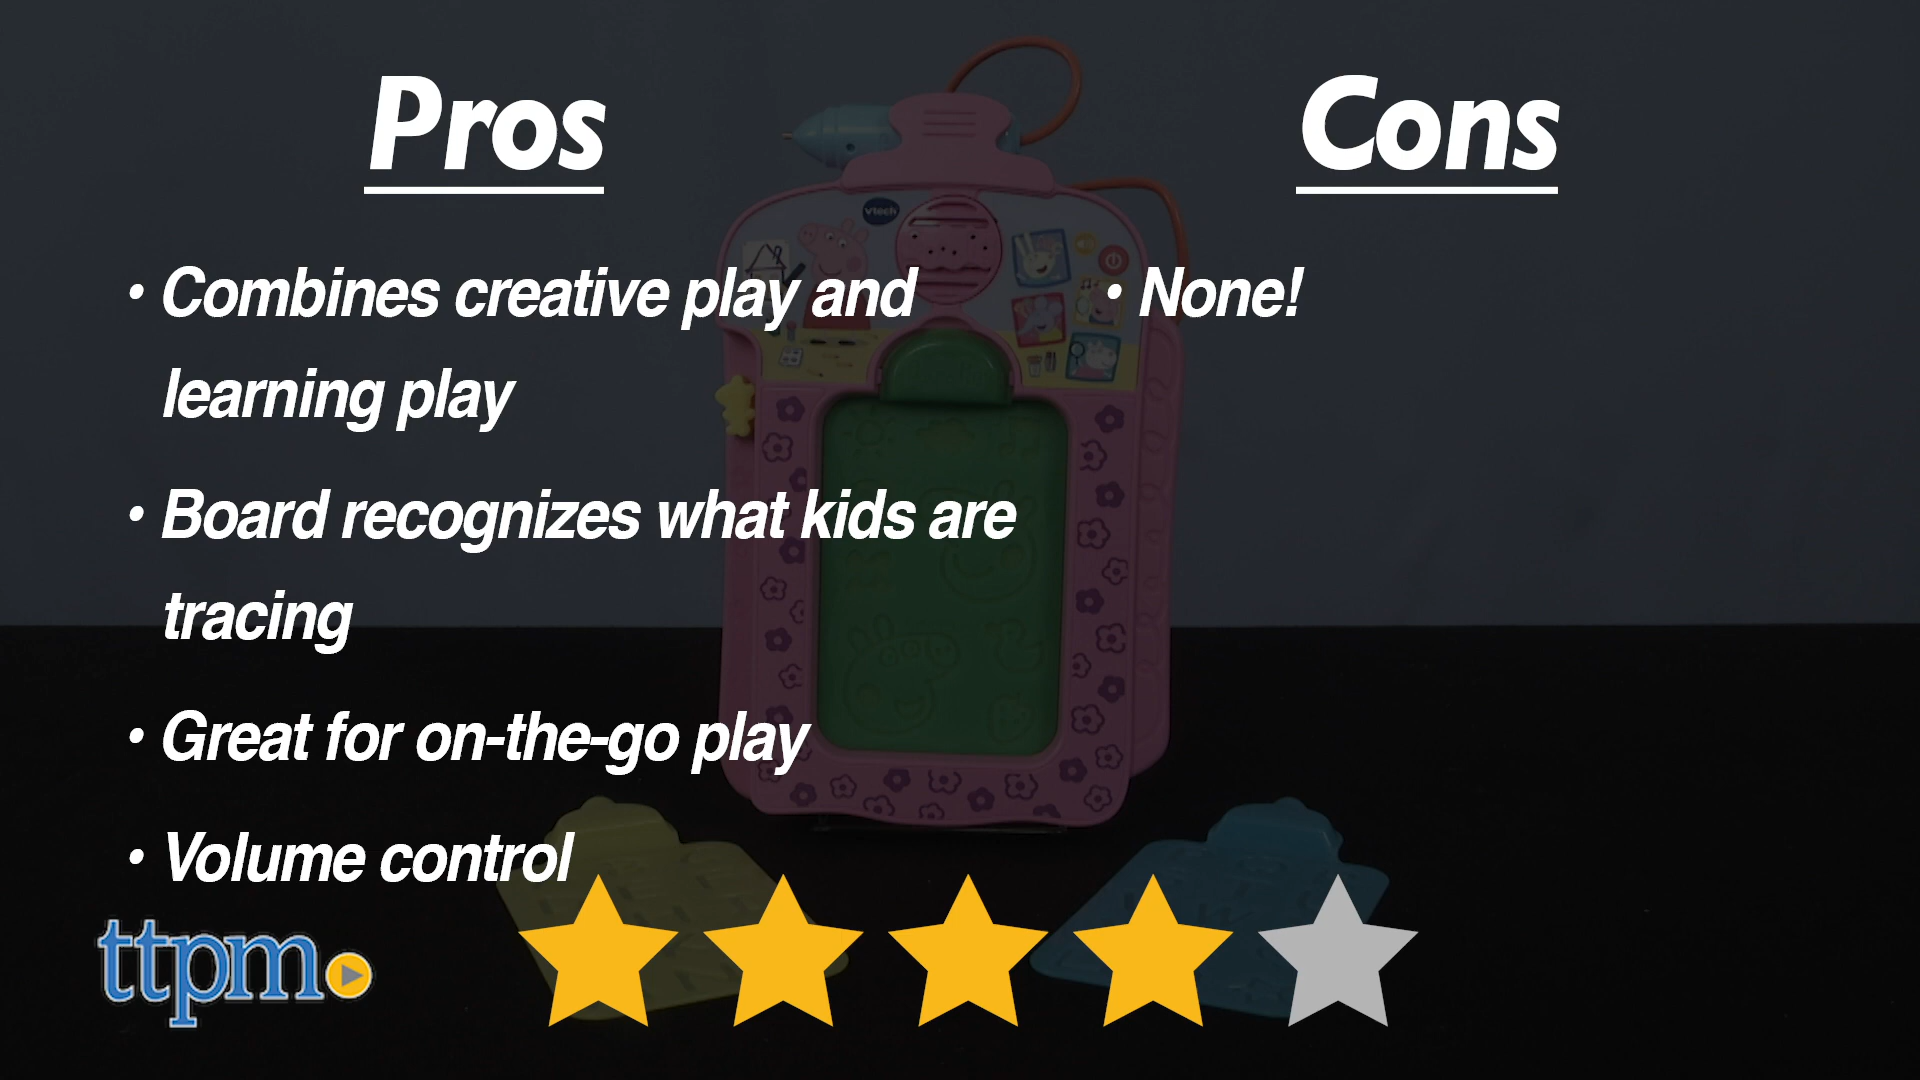 Pros
Cons
• Combines creative play and
learning play
• Board recognizes what kids are
tracing
• Great for on-the-go play
• Volume control
• None!
vtech
ttpm